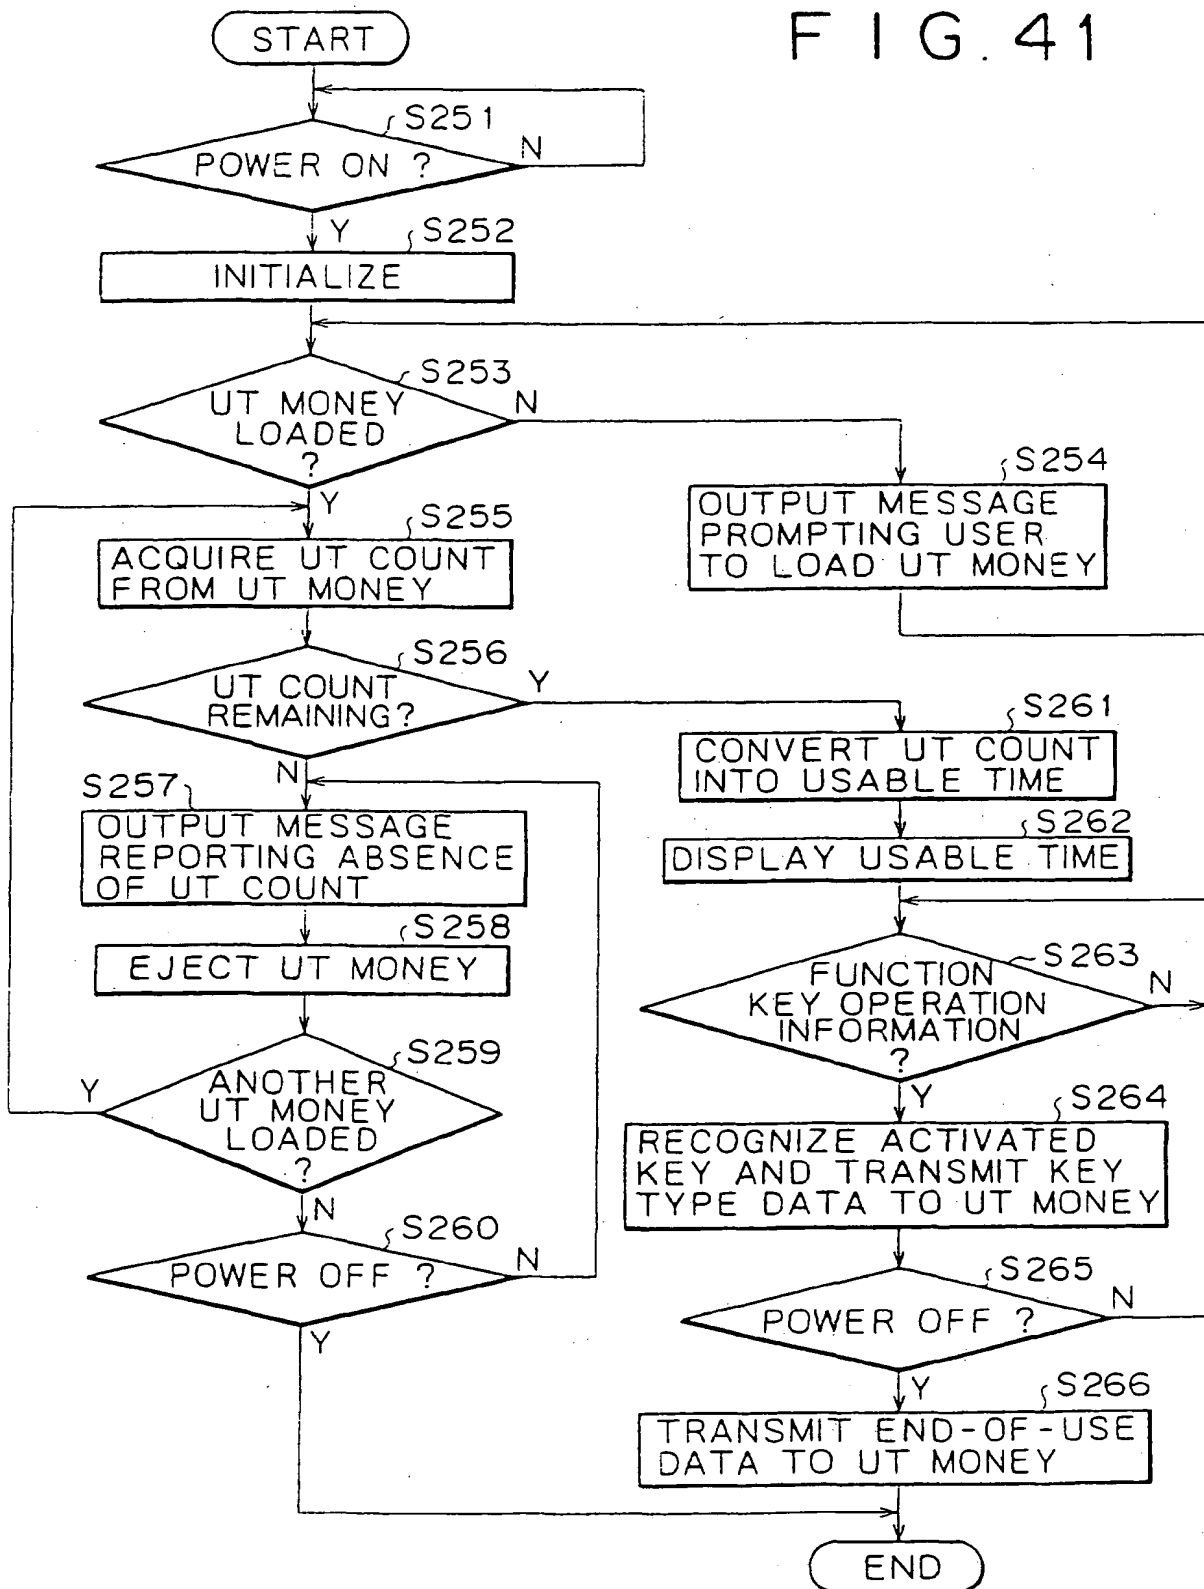 FIG. 41
START
S251
POWER ON ?
N
Y
S252
INITIALIZE
S253
UT MONEY
LOADED
?
N
Y
S254
OUTPUT MESSAGE
PROMPTING USER
TO LOAD UT MONEY
S255
ACQUIRE UT COUNT
FROM UT MONEY
S256
UT COUNT
REMAINING?
Y
N
S257
OUTPUT MESSAGE
REPORTING ABSENCE
OF UT COUNT
S258
EJECT UT MONEY
S259
ANOTHER
UT MONEY
LOADED
?
Y
N
S260
POWER OFF ?
N
Y
S261
CONVERT UT COUNT
INTO USABLE TIME
S262
DISPLAY USABLE TIME
S263
FUNCTION
KEY OPERATION
INFORMATION
?
N
Y
S264
RECOGNIZE ACTIVATED
KEY AND TRANSMIT KEY
TYPE DATA TO UT MONEY
S265
POWER OFF ?
N
Y
S266
TRANSMIT END-OF-USE
DATA TO UT MONEY
END